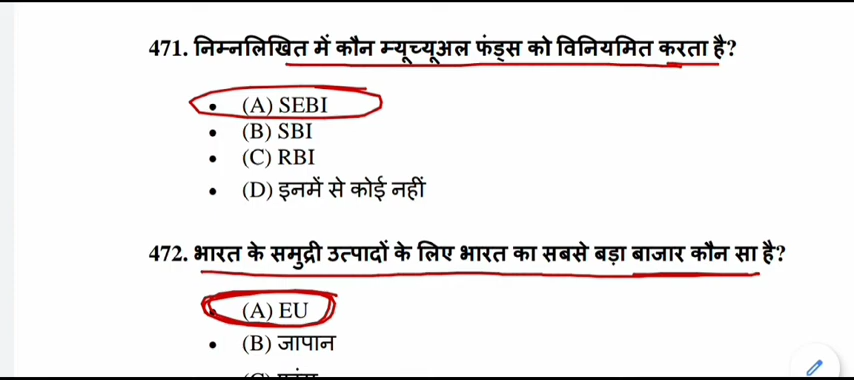 471. निम्नलिखित में कौन म्यूच्यूअल फंड्स को विनियमित करता है?
• (A) SEBI
• (B) SBI
• (C) RBI
• (D) इनमें से कोई नहीं
472. भारत के समुद्री उत्पादों के लिए भारत का सबसे बड़ा बाजार कौन सा है?
• (A) EU
• (B) जापान